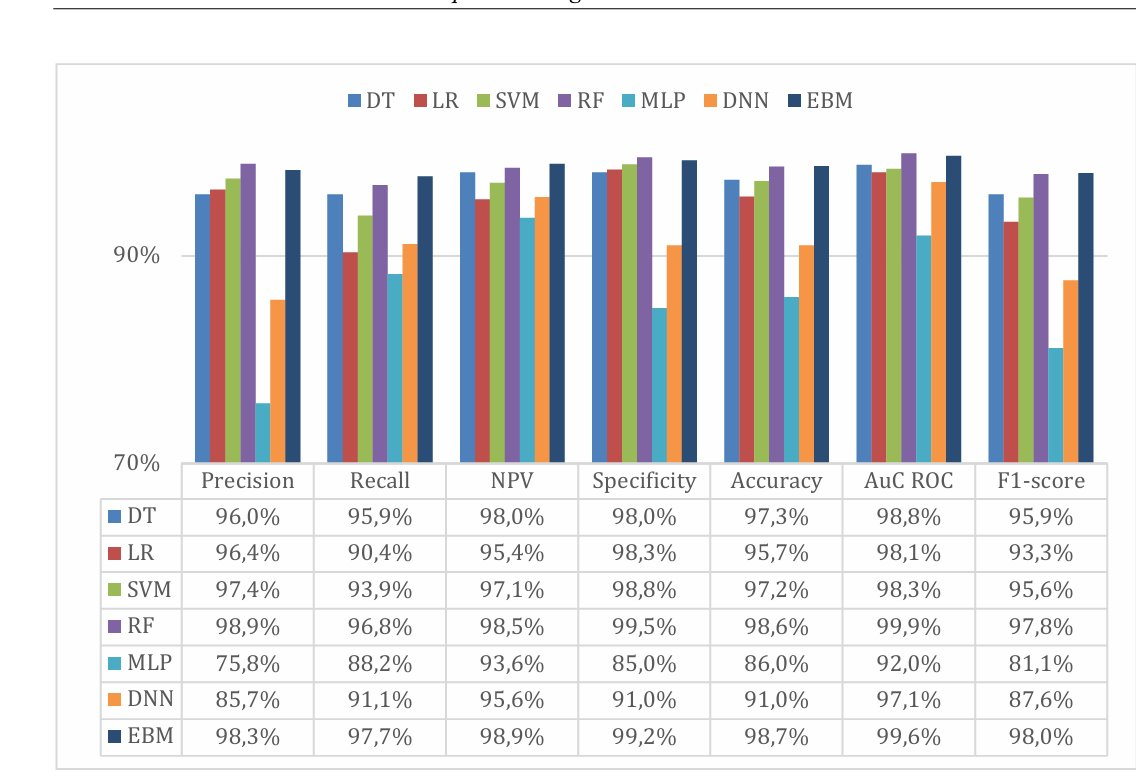 DT LR SVM RF MLP DNN EBM
90%
70%
Precision Recall NPV Specificity Accuracy AuC ROC F1-score
DT 96,0% 95,9% 98,0% 98,0% 97,3% 98,8% 95,9%
LR 96,4% 90,4% 95,4% 98,3% 95,7% 98,1% 93,3%
SVM 97,4% 93,9% 97,1% 98,8% 97,2% 98,3% 95,6%
RF 98,9% 96,8% 98,5% 99,5% 98,6% 99,9% 97,8%
MLP 75,8% 88,2% 93,6% 85,0% 86,0% 92,0% 81,1%
DNN 85,7% 91,1% 95,6% 91,0% 91,0% 97,1% 87,6%
EBM 98,3% 97,7% 98,9% 99,2% 98,7% 99,6% 98,0%